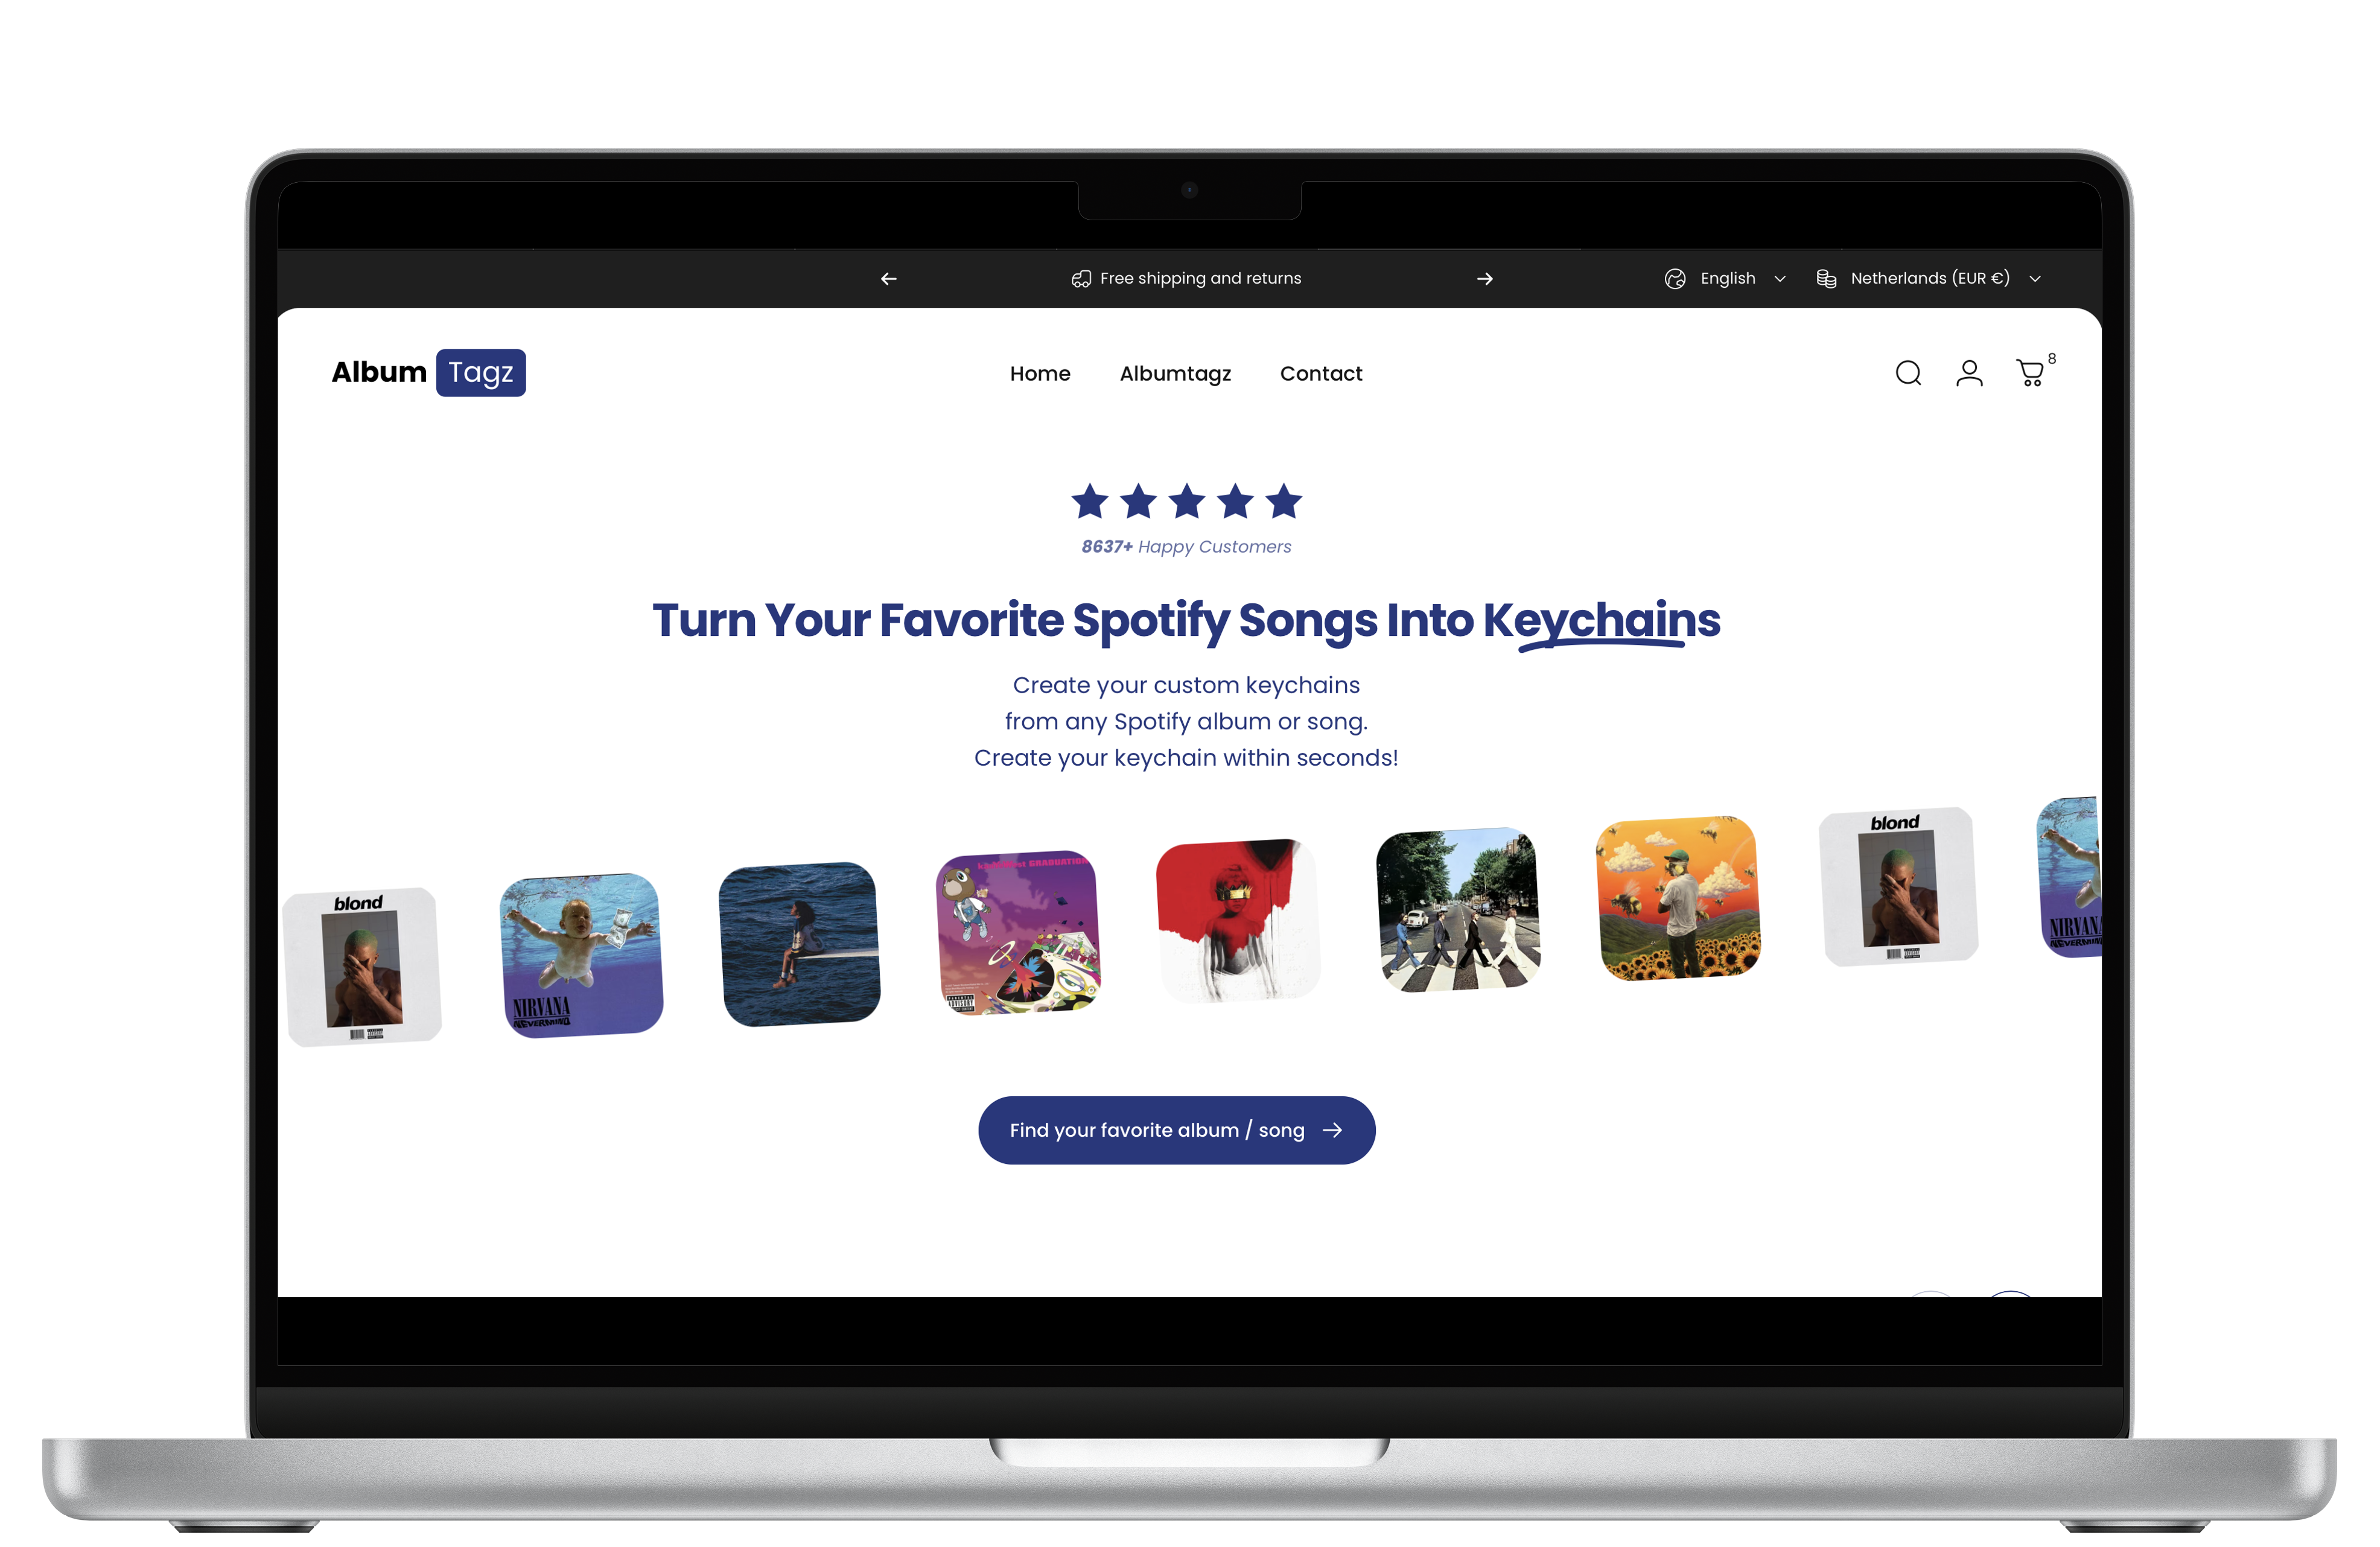 Free shipping and returns
English
Netherlands (EUR €)
Album Tagz
Home
Albumtagz
Contact
8
8637+ Happy Customers
Turn Your Favorite Spotify Songs Into Keychains
Create your custom keychains
from any Spotify album or song.
Create your keychain within seconds!
blond
NIRVANA
NEVERMIND
GRADUATION
PARENTAL
ADVISORY
blond
NIRVANA
NEVERMIND
Find your favorite album / song